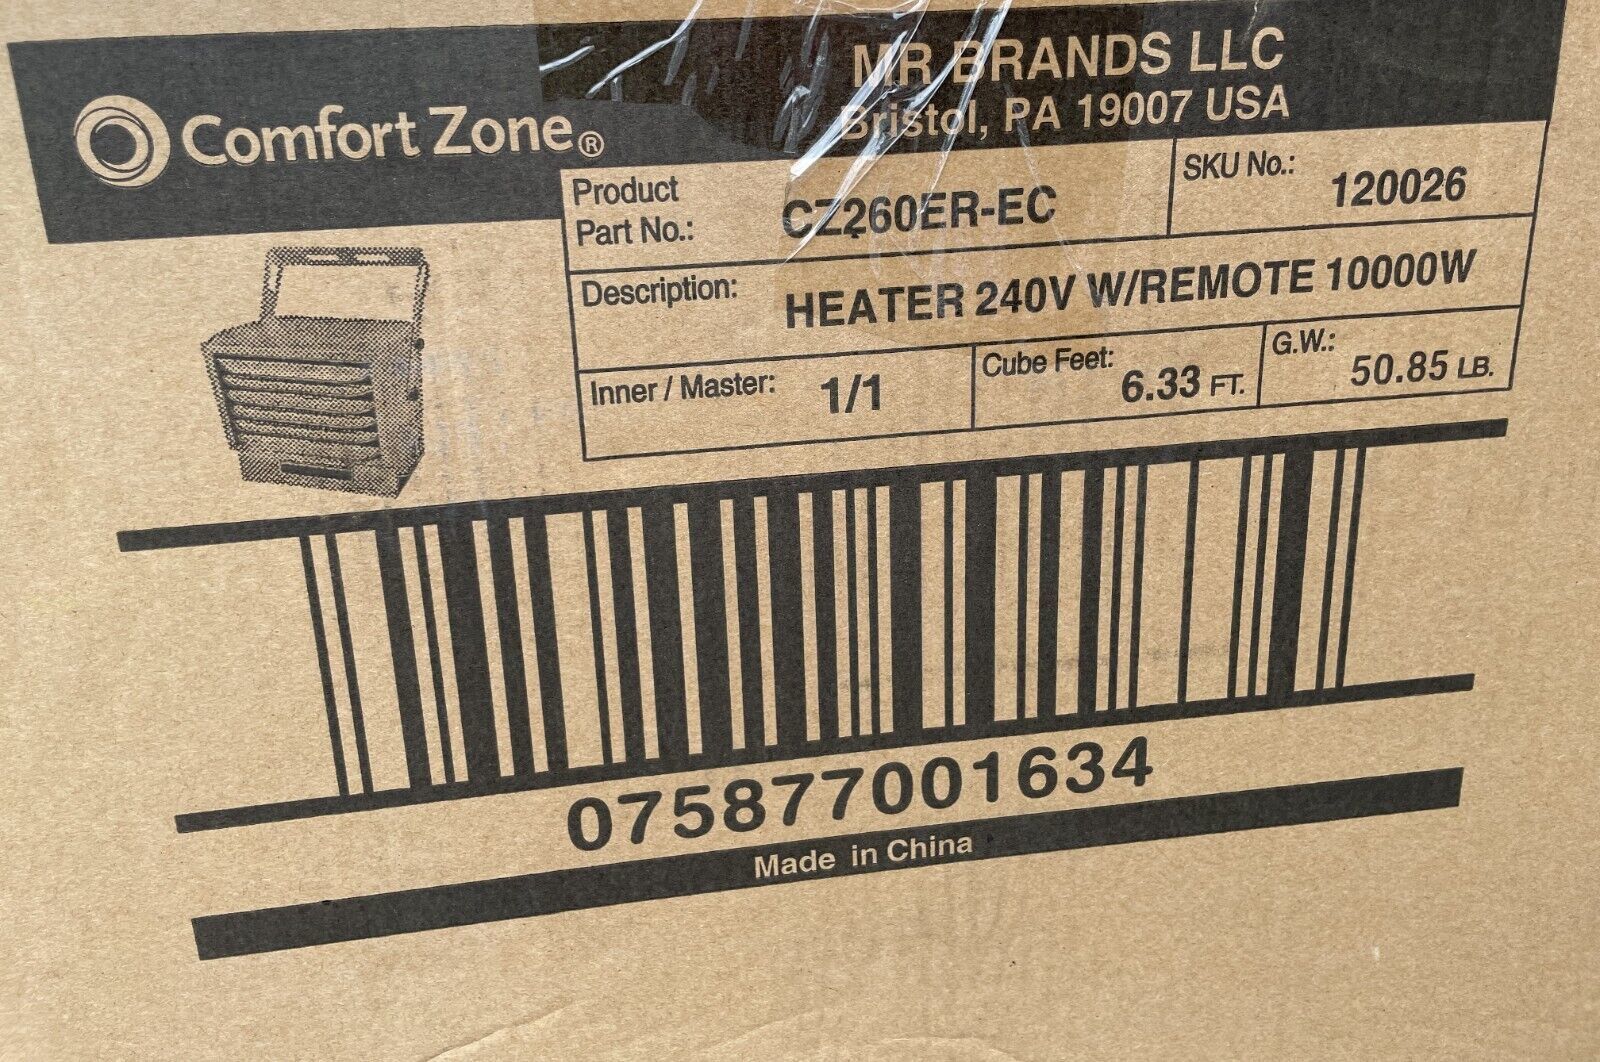 Comfort Zone®
MR BRANDS LLC
Bristol, PA 19007 USA
Product
Part No.: CZ260ER-EC
SKU No.: 120026
Description: HEATER 240V W/REMOTE 10000W
Inner / Master: 1/1
Cube Feet: 6.33 FT.
G.W.: 50.85 LB.
075877001634
Made in China